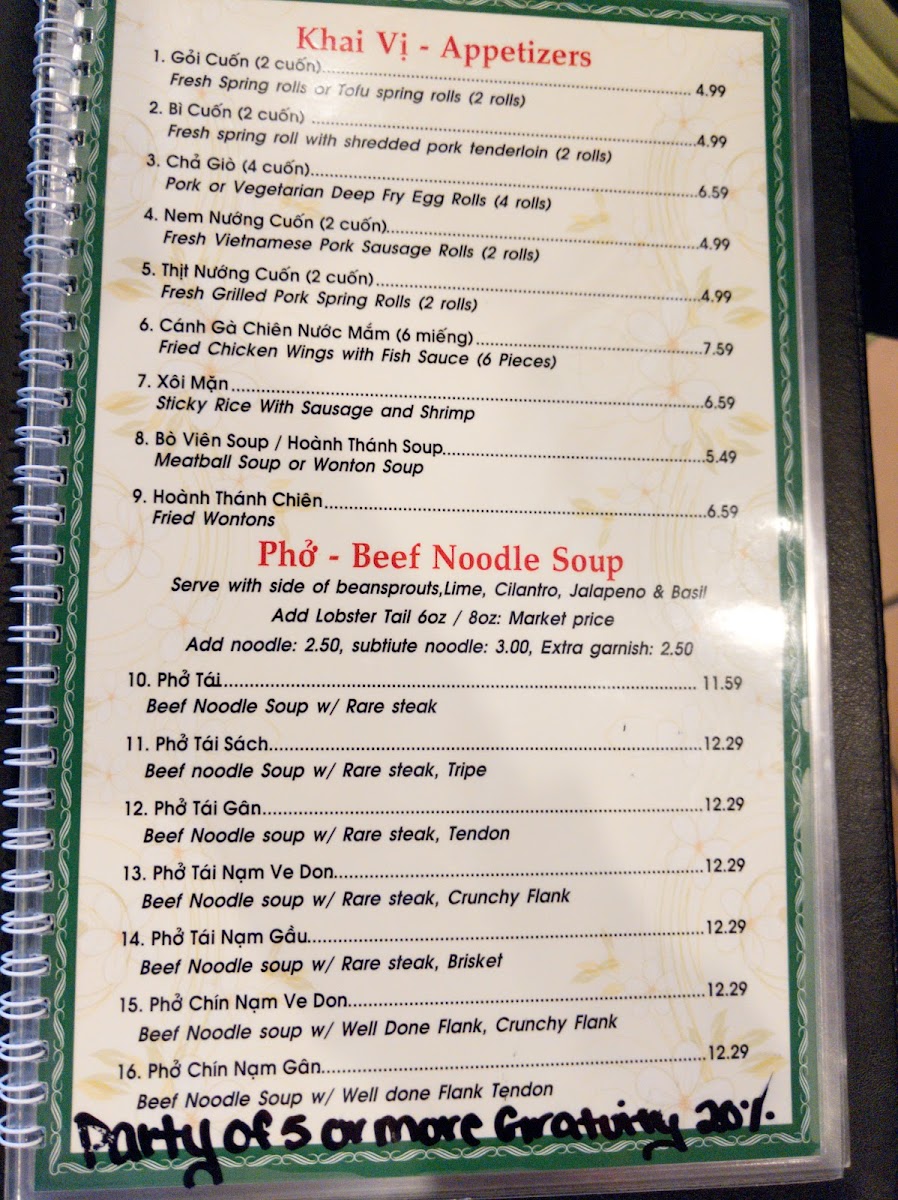 Khai Vị - Appetizers
1. Gỏi Cuốn (2 cuốn)........4.99
Fresh Spring rolls or Tofu spring rolls (2 rolls)
2. Bì Cuốn (2 cuốn)........4.99
Fresh spring roll with shredded pork tenderloin (2 rolls)
3. Chả Giò (4 cuốn)........6.59
Pork or Vegetarian Deep Fry Egg Rolls (4 rolls)
4. Nem Nướng Cuốn (2 cuốn)........4.99
Fresh Vietnamese Pork Sausage Rolls (2 rolls)
5. Thịt Nướng Cuốn (2 cuốn)........4.99
Fresh Grilled Pork Spring Rolls (2 rolls)
6. Cánh Gà Chiên Nước Mắm (6 miếng)........7.59
Fried Chicken Wings with Fish Sauce (6 Pieces)
7. Xôi Mặn........6.59
Sticky Rice With Sausage and Shrimp
8. Bò Viên Soup / Hoành Thánh Soup........5.49
Meatball Soup or Wonton Soup
9. Hoành Thánh Chiên........6.59
Fried Wontons
Phở - Beef Noodle Soup
Serve with side of beansprouts,Lime, Cilantro, Jalapeno & Basil
Add Lobster Tail 6oz / 8oz: Market price
Add noodle: 2.50, subtiute noodle: 3.00, Extra garnish: 2.50
10. Phở Tái........11.59
Beef Noodle Soup w/ Rare steak
11. Phở Tái Sách........12.29
Beef noodle Soup w/ Rare steak, Tripe
12. Phở Tái Gân........12.29
Beef Noodle soup w/ Rare steak, Tendon
13. Phở Tái Nạm Ve Don........12.29
Beef Noodle soup w/ Rare steak, Crunchy Flank
14. Phở Tái Nạm Gầu........12.29
Beef Noodle soup w/ Rare steak, Brisket
15. Phở Chín Nạm Ve Don........12.29
Beef Noodle soup w/ Well Done Flank, Crunchy Flank
16. Phở Chín Nạm Gân........12.29
Beef Noodle Soup w/ Well done Flank Tendon
Party of 5 or more Gratuity 20%